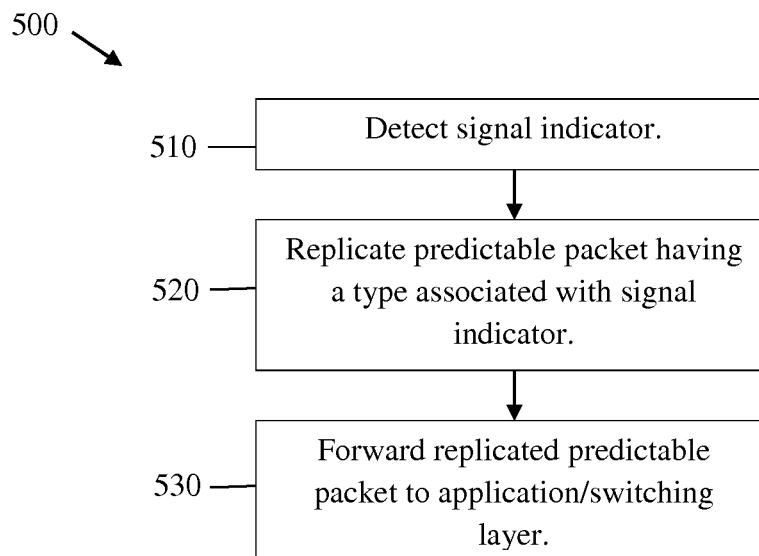 500
510
Detect signal indicator.
520
Replicate predictable packet having
a type associated with signal
indicator.
530
Forward replicated predictable
packet to application/switching
layer.